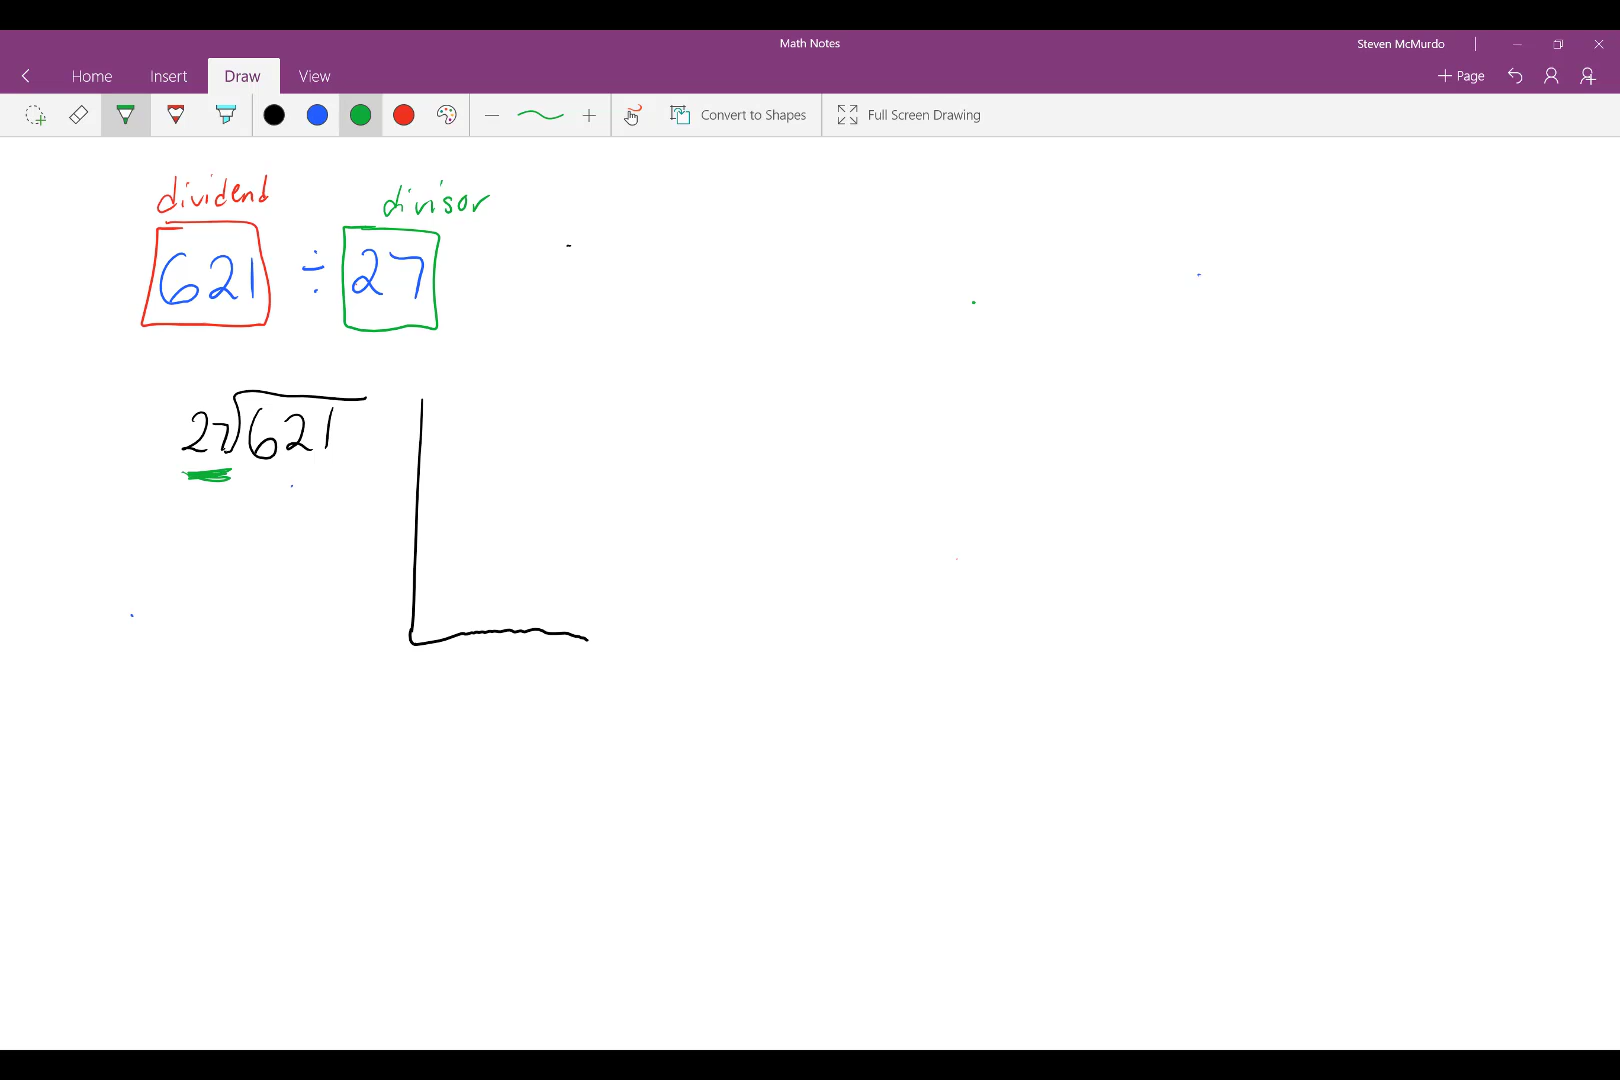 Math Notes
Steven McMurdo
Home Insert Draw View
Page
Convert to Shapes
Full Screen Drawing
dividend divisor
621 ÷ 27
27 621